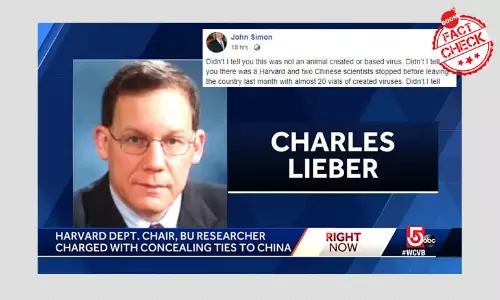 BOOM
FACT
CHECK
John Simon
18 hrs
Didn't I tell you this was not an animal created or based virus. Didn't I tell
you there was a Harvard and two Chinese scientists stopped before leaving
the country last month with almost 20 vials of created viruses. Didn't I tell
CHARLES
LIEBER
HARVARD DEPT. CHAIR, BU RESEARCHER
CHARGED WITH CONCEALING TIES TO CHINA
RIGHT
NOW
5 abc
#WCVB